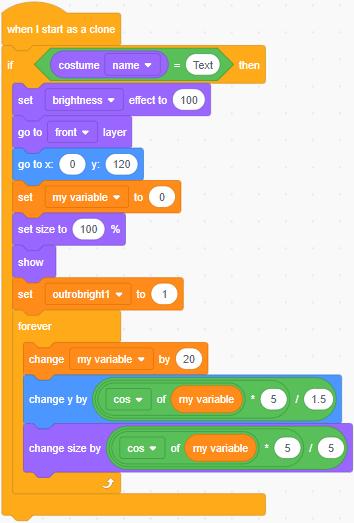 when I start as a clone
if costume name = Text then
set brightness effect to 100
go to front layer
go to x: 0 y: 120
set my variable to 0
set size to 100 %
show
set outrobright1 to 1
forever
change my variable by 20
change y by cos of my variable * 5 / 1.5
change size by cos of my variable * 5 / 5